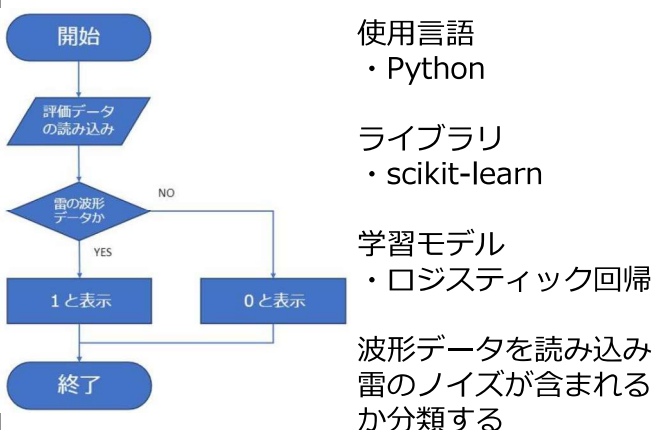 開始
評価データ
の読み込み
雷の波形
データか
NO
YES
1と表示
0と表示
終了
使用言語
・Python
ライブラリ
・scikit-learn
学習モデル
・ロジスティック回帰
波形データを読み込み
雷のノイズが含まれる
か分類する